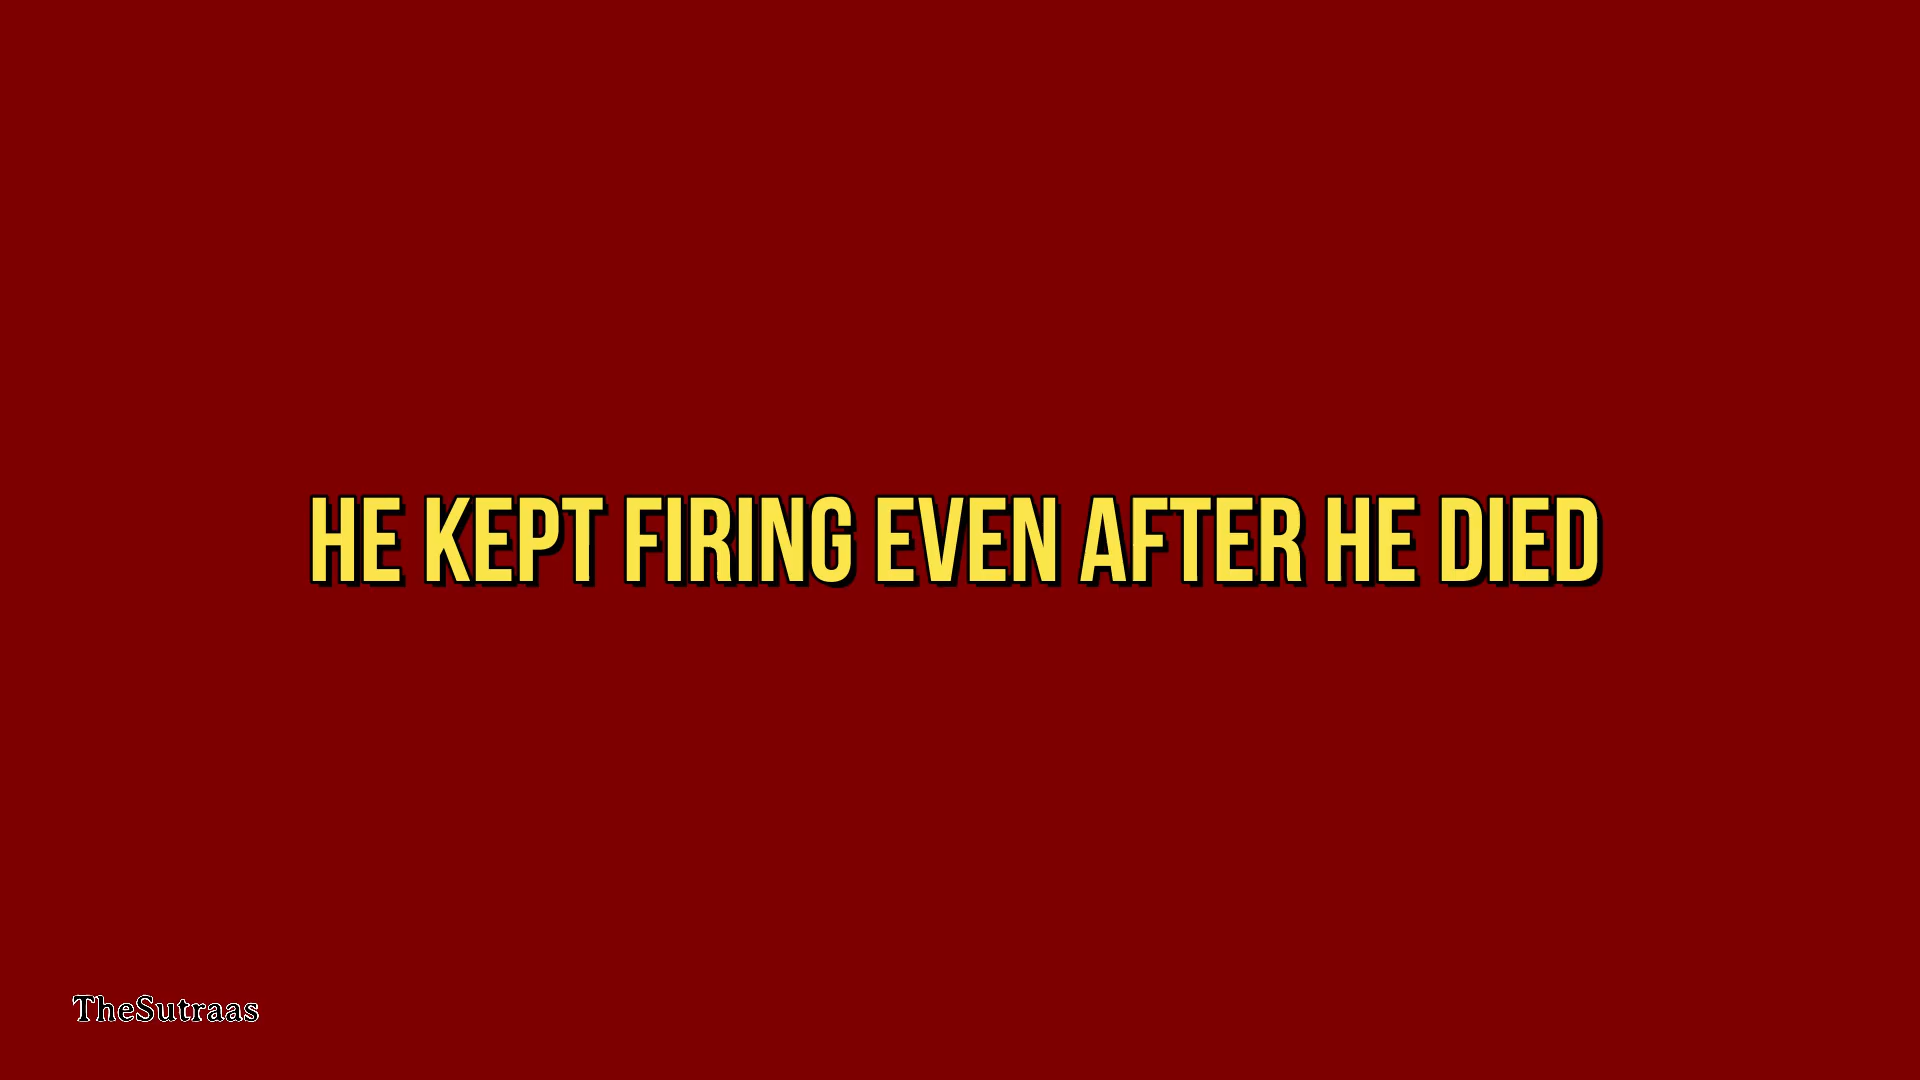 HE KEPT FIRING EVEN AFTER HE DIED
TheSutraas